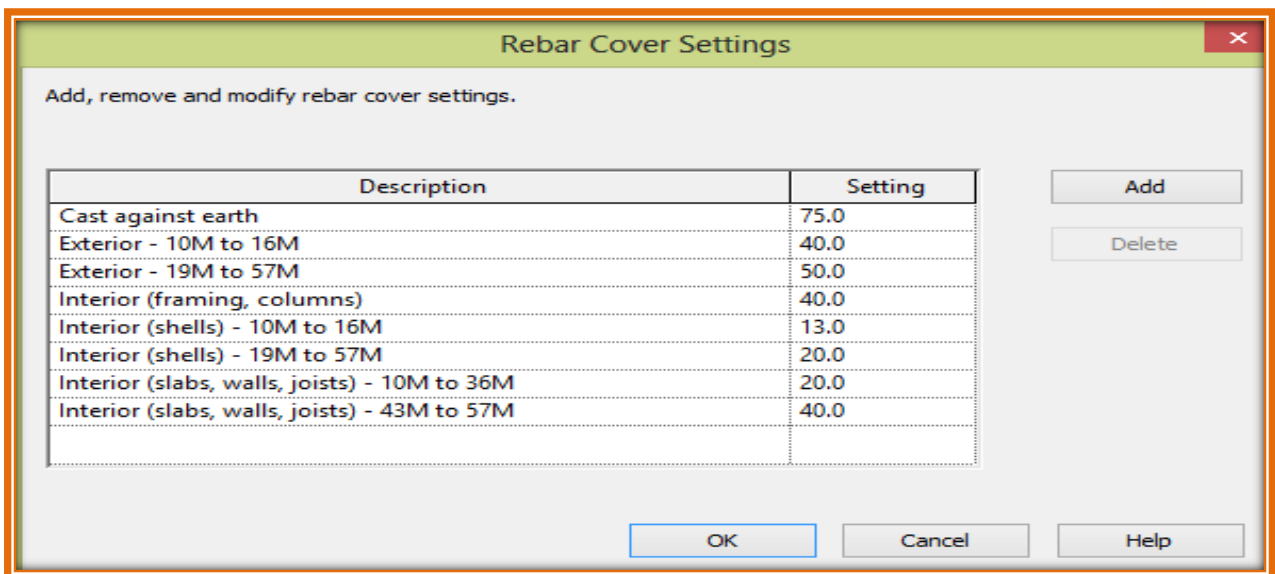 Rebar Cover Settings
Add, remove and modify rebar cover settings.
Description Setting Add
Cast against earth 75.0
Exterior - 10M to 16M 40.0 Delete
Exterior - 19M to 57M 50.0
Interior (framing, columns) 40.0
Interior (shells) - 10M to 16M 13.0
Interior (shells) - 19M to 57M 20.0
Interior (slabs, walls, joists) - 10M to 36M 20.0
Interior (slabs, walls, joists) - 43M to 57M 40.0
OK Cancel Help